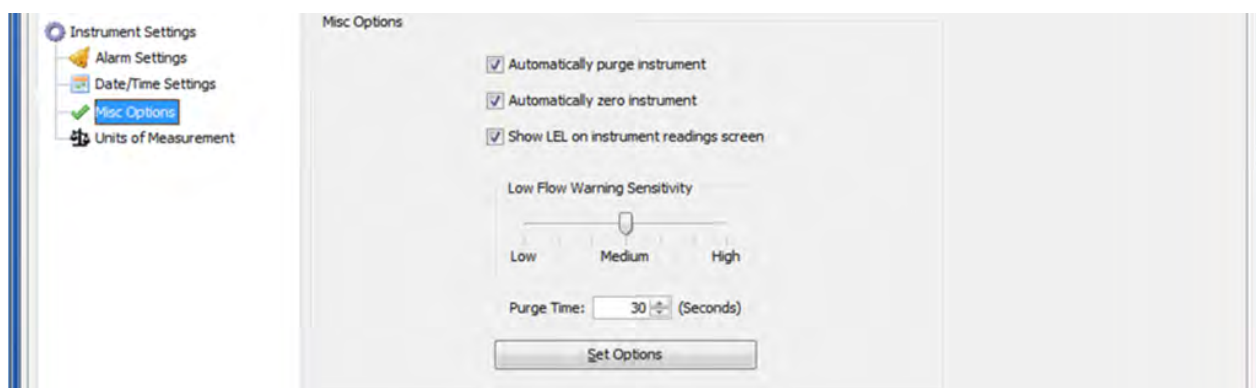 Instrument Settings
Alarm Settings
Date/Time Settings
Misc Options
Units of Measurement
Misc Options
Automatically purge instrument
Automatically zero instrument
Show LEL on instrument readings screen
Low Flow Warning Sensitivity
Low Medium High
Purge Time: 30 (Seconds)
Set Options